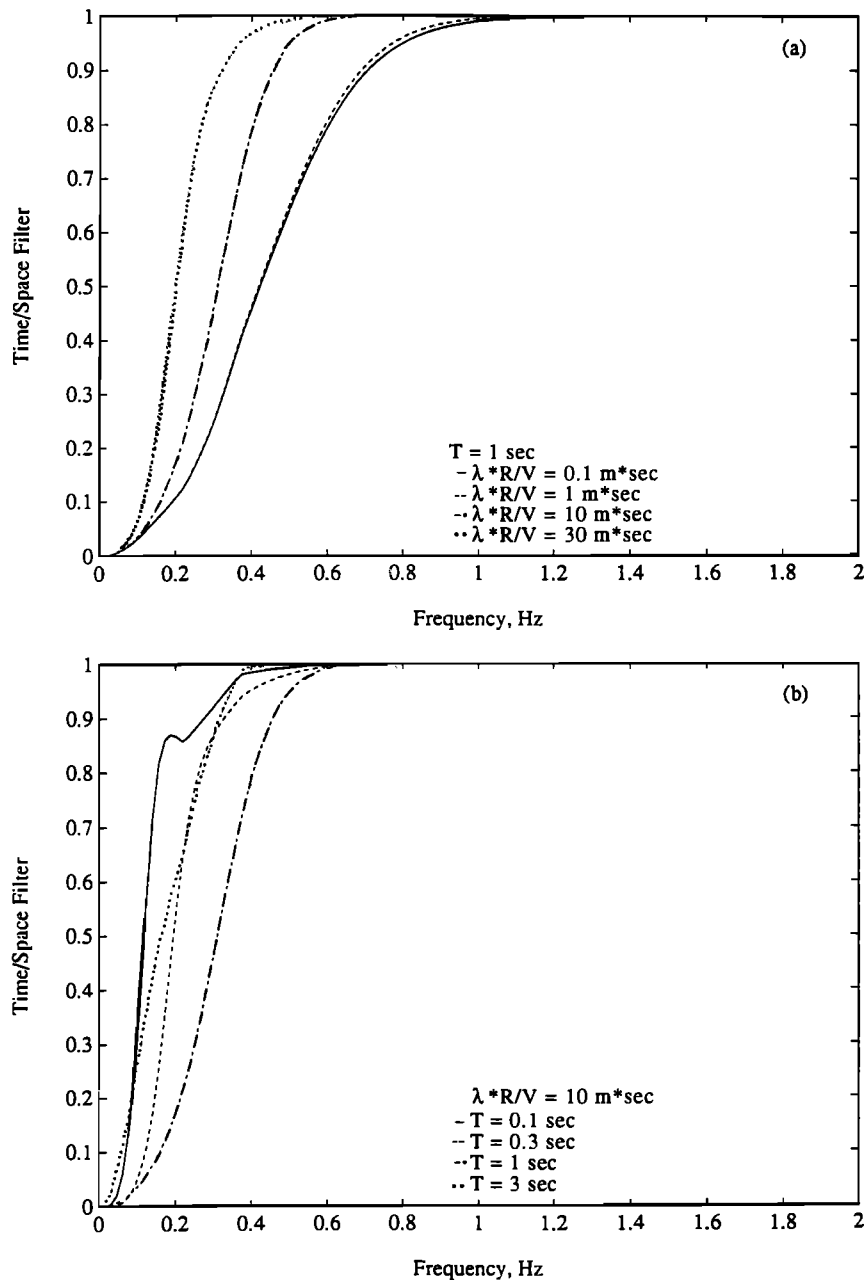 1
0.9
0.8
0.7
0.6
0.5
0.4
0.3
0.2
0.1
0
Time/Space Filter
(a)
T = 1 sec
– λ *R/V = 0.1 m*sec
-- λ *R/V = 1 m*sec
-• λ *R/V = 10 m*sec
•• λ *R/V = 30 m*sec
0 0.2 0.4 0.6 0.8 1 1.2 1.4 1.6 1.8 2
Frequency, Hz
1
0.9
0.8
0.7
0.6
0.5
0.4
0.3
0.2
0.1
0
Time/Space Filter
(b)
λ *R/V = 10 m*sec
– T = 0.1 sec
-- T = 0.3 sec
-• T = 1 sec
•• T = 3 sec
0 0.2 0.4 0.6 0.8 1 1.2 1.4 1.6 1.8 2
Frequency, Hz